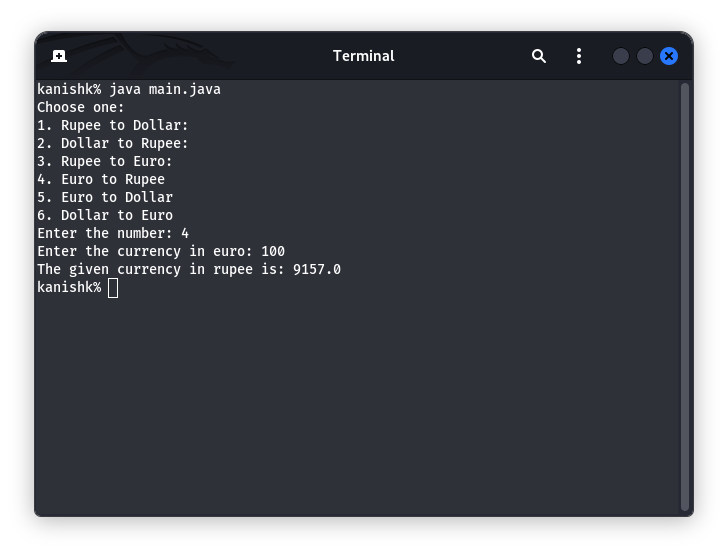 Terminal
kanishk% java main.java
Choose one:
1. Rupee to Dollar:
2. Dollar to Rupee:
3. Rupee to Euro:
4. Euro to Rupee
5. Euro to Dollar
6. Dollar to Euro
Enter the number: 4
Enter the currency in euro: 100
The given currency in rupee is: 9157.0
kanishk%